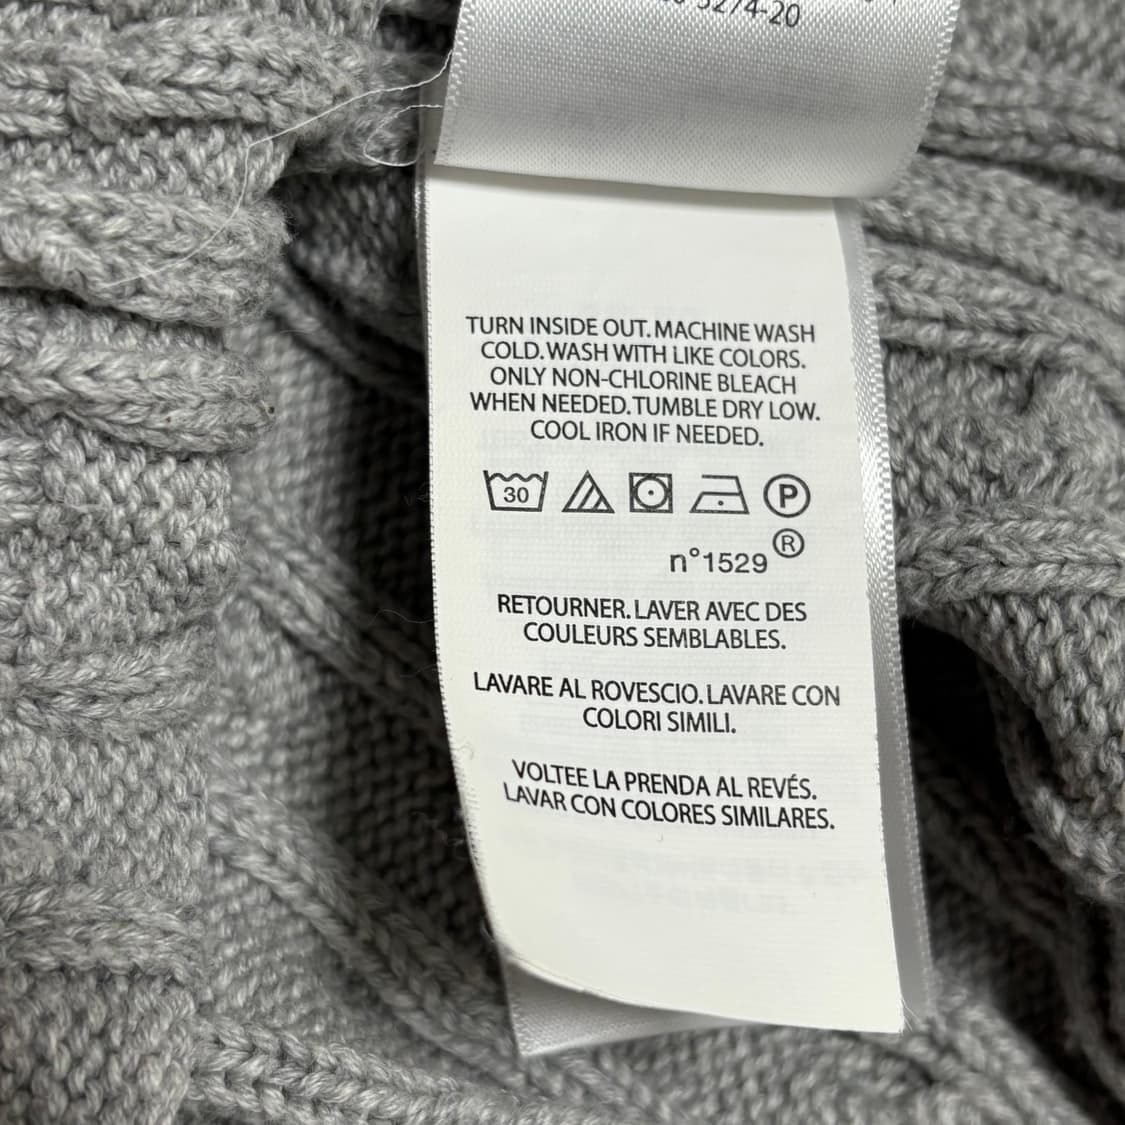 5274-20
TURN INSIDE OUT. MACHINE WASH
COLD. WASH WITH LIKE COLORS.
ONLY NON-CHLORINE BLEACH
WHEN NEEDED. TUMBLE DRY LOW.
COOL IRON IF NEEDED.
30 P
n°1529 ®
RETOURNER. LAVER AVEC DES
COULEURS SEMBLABLES.
LAVARE AL ROVESCIO. LAVARE CON
COLORI SIMILI.
VOLTEE LA PRENDA AL REVÉS.
LAVAR CON COLORES SIMILARES.